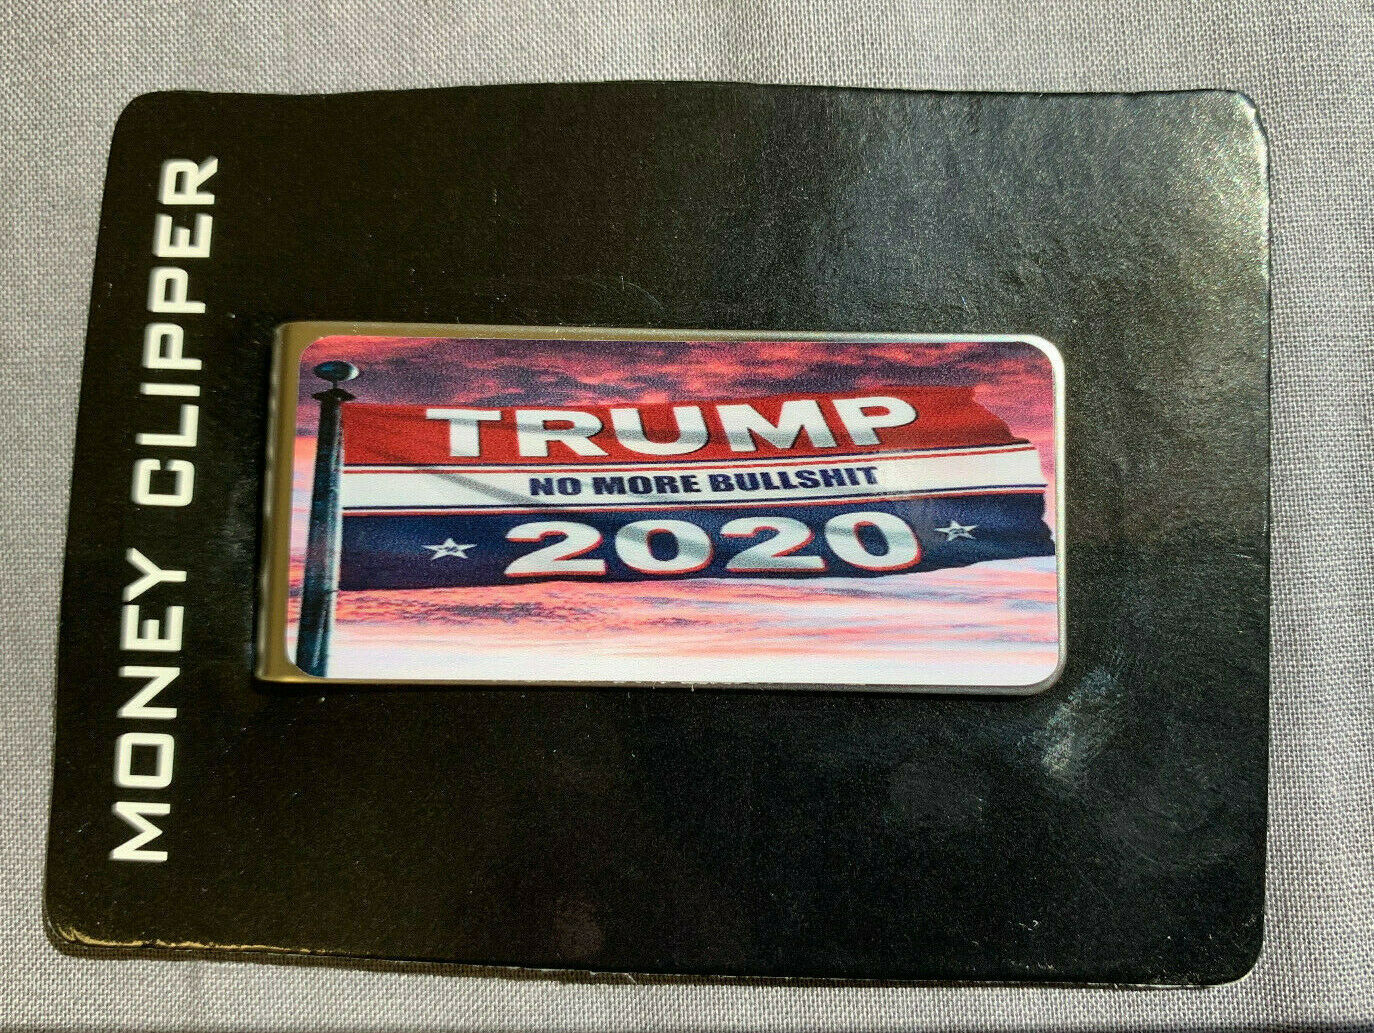 MONEY CLIPPER
TRUMP
NO MORE BULLSHIT
2020